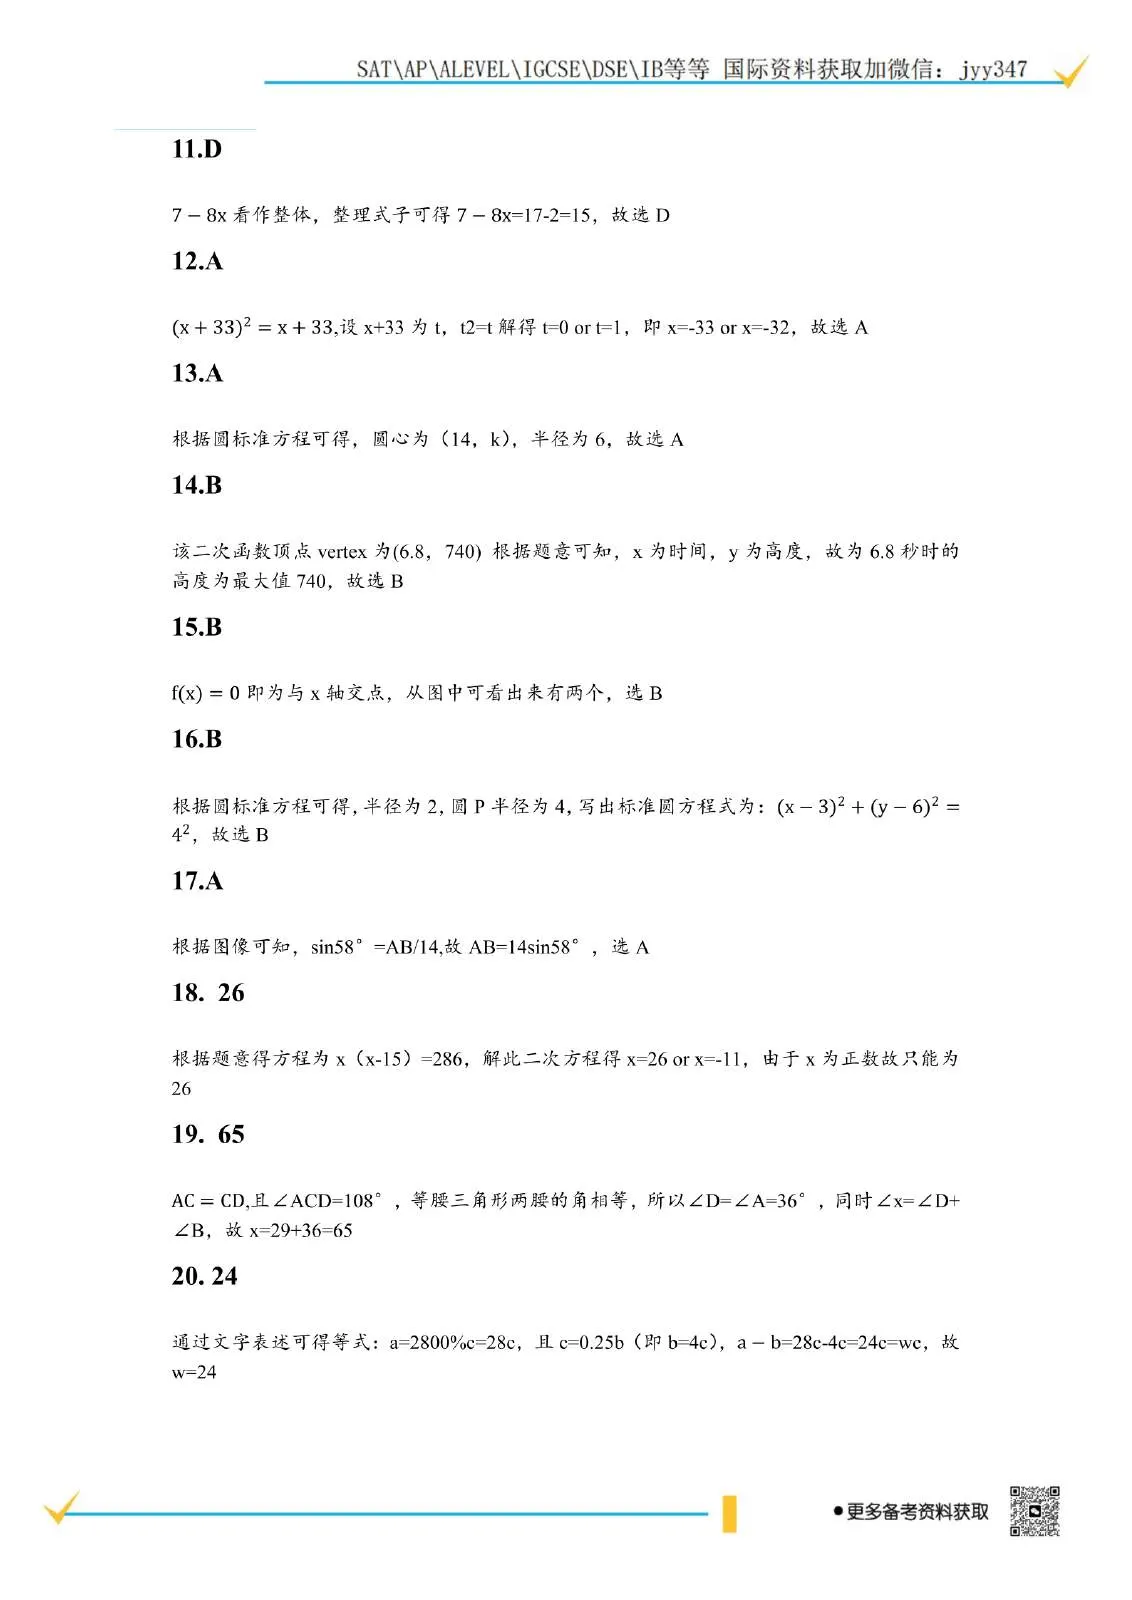 SAT\AP\ALEVEL\IGCSE\DSE\IB等等 国际资料获取加微信：jyy347
11.D
7 − 8x 看作整体，整理式子可得 7 − 8x=17-2=15，故选 D
12.A
(x + 33)² = x + 33,设 x+33 为 t，t2=t 解得 t=0 or t=1，即 x=-33 or x=-32，故选 A
13.A
根据圆标准方程可得，圆心为（14，k），半径为 6，故选 A
14.B
该二次函数顶点 vertex 为(6.8，740) 根据题意可知，x 为时间，y 为高度，故为 6.8 秒时的
高度为最大值 740，故选 B
15.B
f(x) = 0 即为与 x 轴交点，从图中可看出来有两个，选 B
16.B
根据圆标准方程可得，半径为 2，圆 P 半径为 4，写出标准圆方程式为：(x − 3)² + (y − 6)² =
4²，故选 B
17.A
根据图像可知，sin58°=AB/14,故 AB=14sin58°，选 A
18. 26
根据题意得方程为 x（x-15）=286，解此二次方程得 x=26 or x=-11，由于 x 为正数故只能为
26
19. 65
AC = CD,且∠ACD=108°，等腰三角形两腰的角相等，所以∠D=∠A=36°，同时∠x=∠D+
∠B，故 x=29+36=65
20. 24
通过文字表述可得等式：a=2800%c=28c，且 c=0.25b（即 b=4c），a − b=28c-4c=24c=wc，故
w=24
●更多备考资料获取